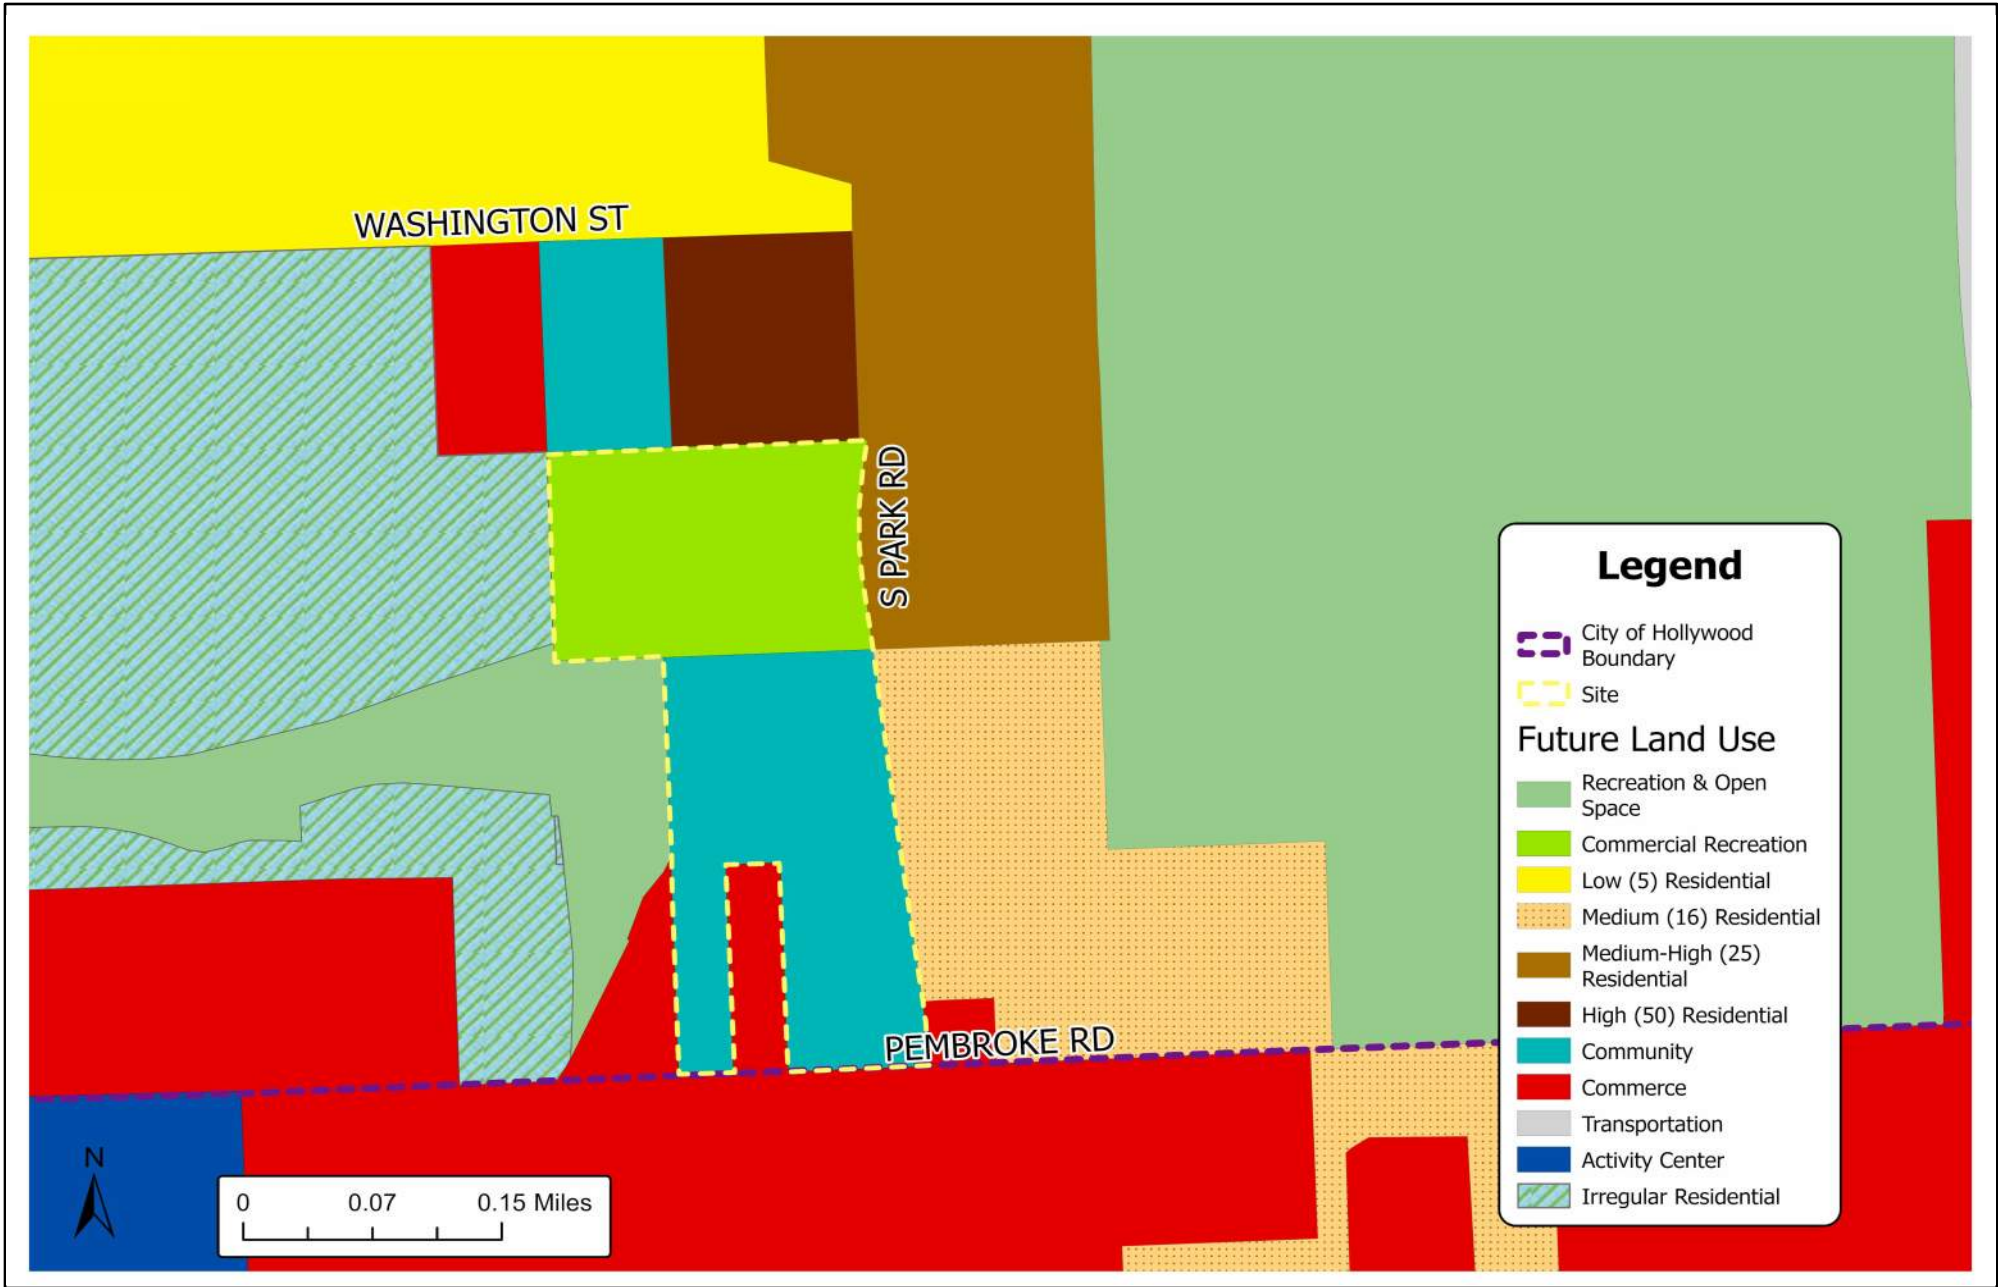 WASHINGTON ST
S PARK RD
PEMBROKE RD
Legend
City of Hollywood
Boundary
Site
Future Land Use
Recreation & Open
Space
Commercial Recreation
Low (5) Residential
Medium (16) Residential
Medium-High (25)
Residential
High (50) Residential
Community
Commerce
Transportation
Activity Center
Irregular Residential
N
0 0.07 0.15 Miles